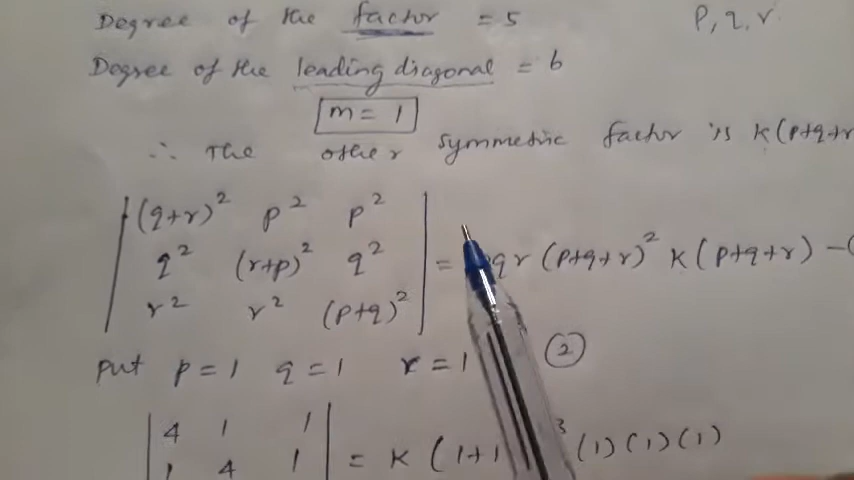 Degree of the factor = 5 P, q, r
Degree of the leading diagonal = 6
m = 1
∴ The other symmetric factor is K(p+q+r
| (q+r)² p² p² |
| q² (r+p)² q² | = qr (p+q+r)² K (p+q+r) – (
| r² r² (p+q)² |
put p = 1 q = 1 r = 1 ②
| 4 1 1 |
| 1 4 1 | = K (1+1 ³ (1) (1) (1)